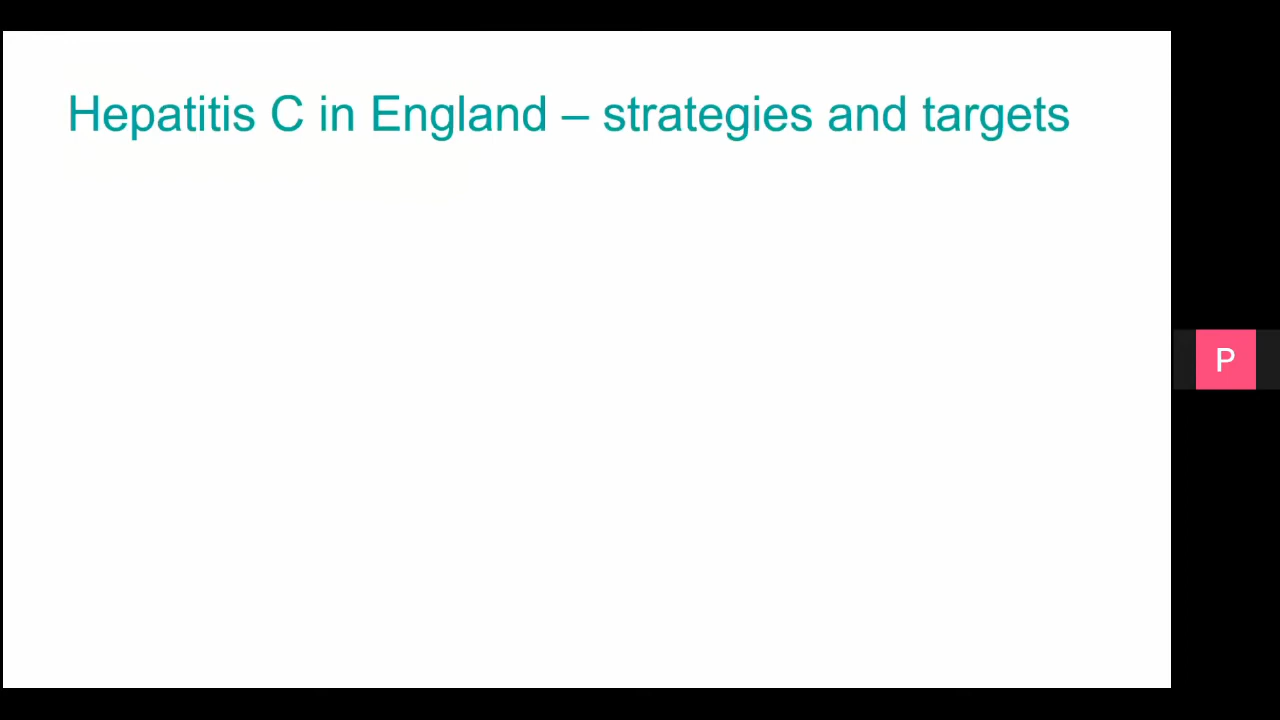 Hepatitis C in England – strategies and targets
P